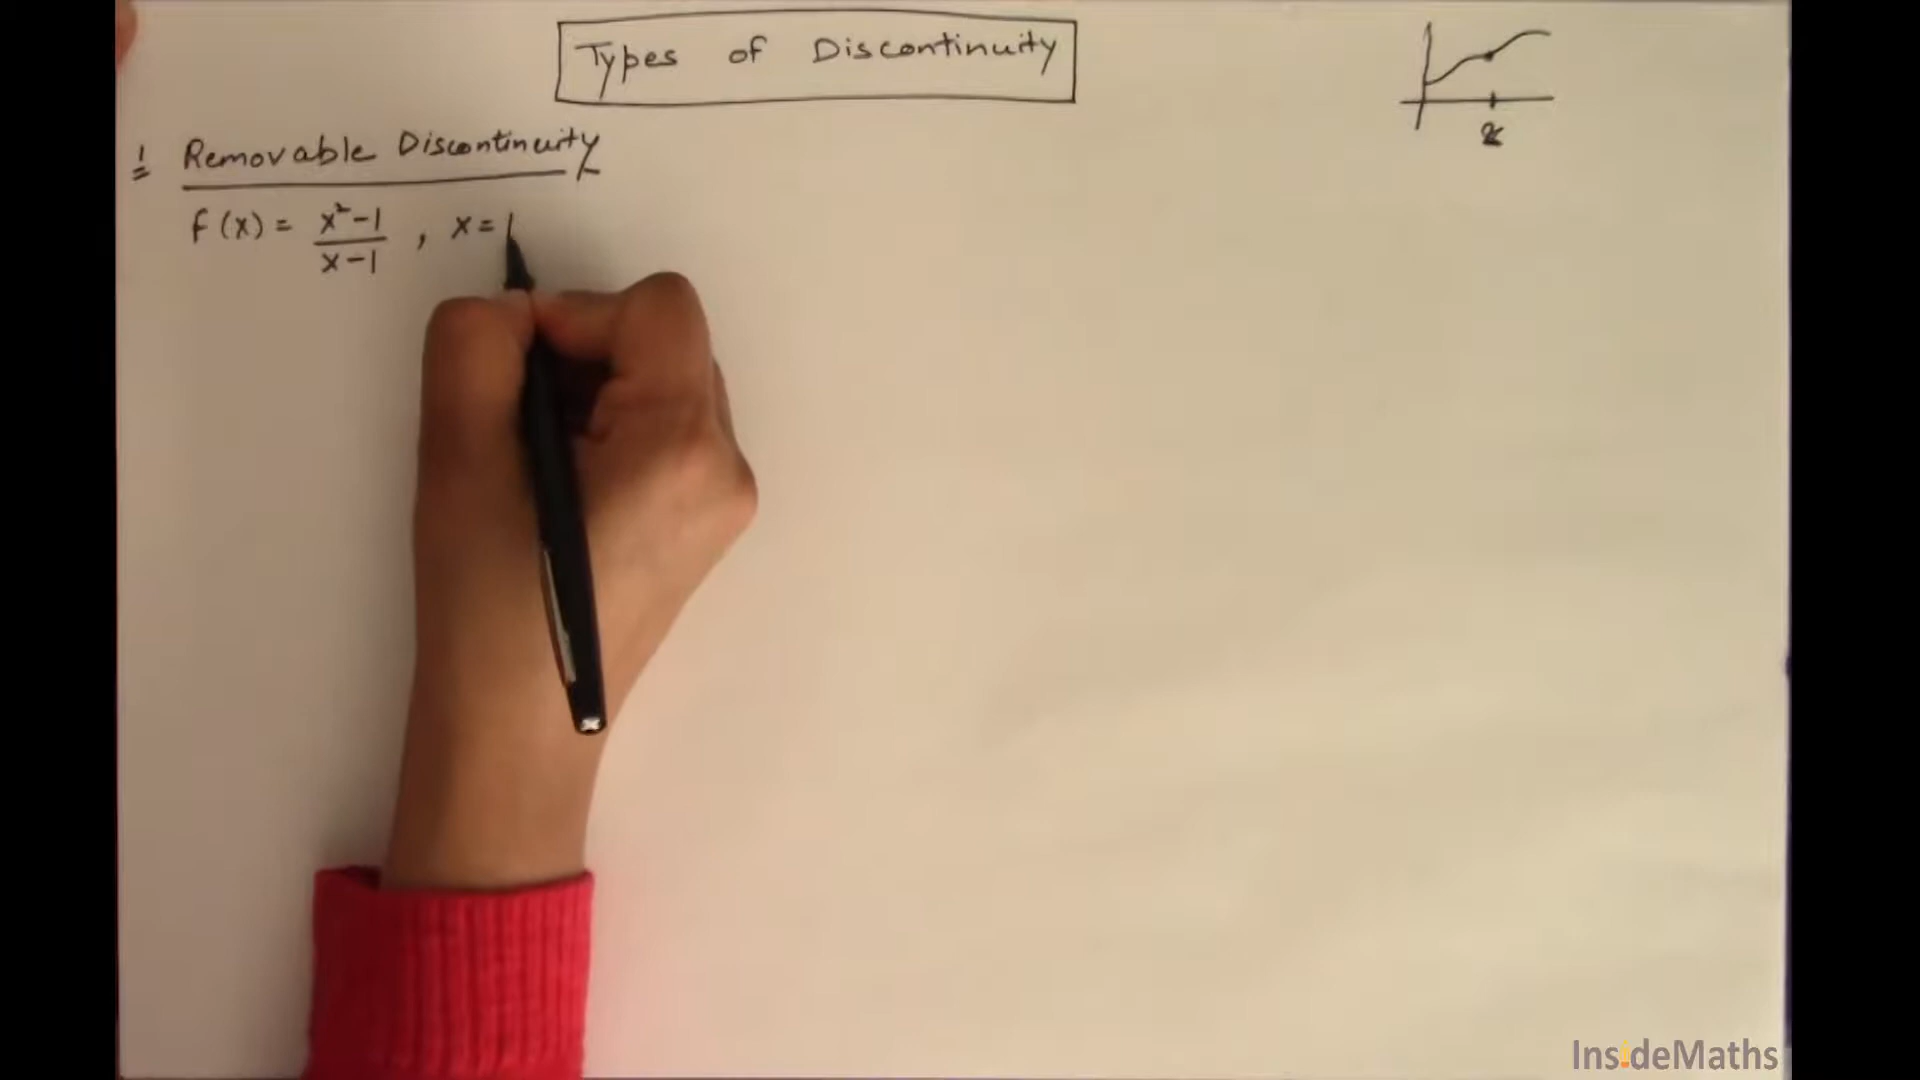 Types of Discontinuity
1 Removable Discontinuity
f(x) = x²-1 / x-1 , x=1
InsideMaths